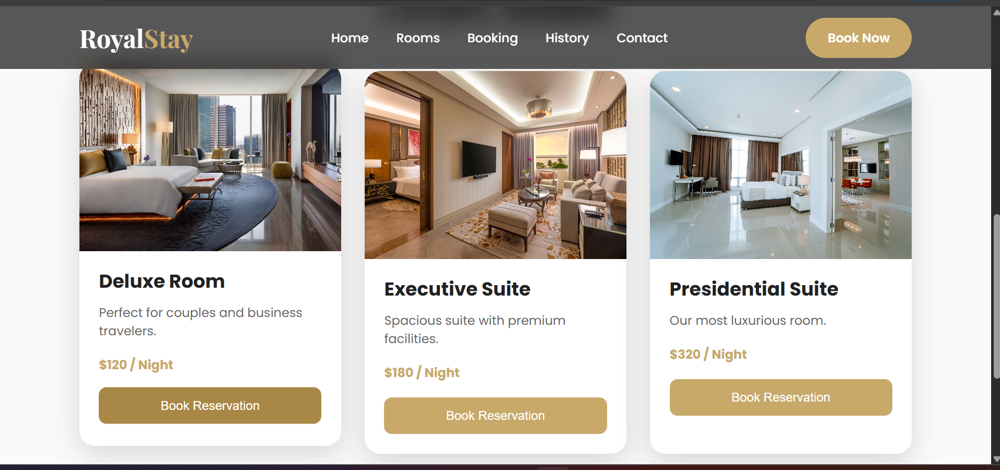 RoyalStay
Home
Rooms
Booking
History
Contact
Book Now
Deluxe Room
Perfect for couples and business
travelers.
$120 / Night
Book Reservation
Executive Suite
Spacious suite with premium
facilities.
$180 / Night
Book Reservation
Presidential Suite
Our most luxurious room.
$320 / Night
Book Reservation